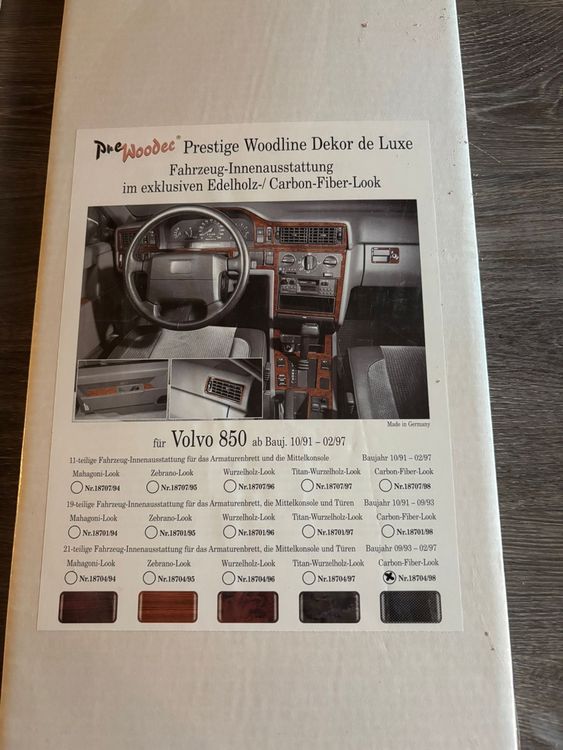 PreWoodec® Prestige Woodline Dekor de Luxe
Fahrzeug-Innenausstattung
im exklusiven Edelholz-/ Carbon-Fiber-Look
Made in Germany
für Volvo 850 ab Bauj. 10/91 – 02/97
11-teilige Fahrzeug-Innenausstattung für das Armaturenbrett und die Mittelkonsole Baujahr 10/91 - 02/97
Mahagoni-Look Zebrano-Look Wurzelholz-Look Titan-Wurzelholz-Look Carbon-Fiber-Look
Nr.18707/94 Nr.18707/95 Nr.18707/96 Nr.18707/97 Nr.18707/98
19-teilige Fahrzeug-Innenausstattung für das Armaturenbrett, die Mittelkonsole und Türen Baujahr 10/91 - 09/93
Mahagoni-Look Zebrano-Look Wurzelholz-Look Titan-Wurzelholz-Look Carbon-Fiber-Look
Nr.18701/94 Nr.18701/95 Nr.18701/96 Nr.18701/97 Nr.18701/98
21-teilige Fahrzeug-Innenausstattung für das Armaturenbrett, die Mittelkonsole und Türen Baujahr 09/93 - 02/97
Mahagoni-Look Zebrano-Look Wurzelholz-Look Titan-Wurzelholz-Look Carbon-Fiber-Look
Nr.18704/94 Nr.18704/95 Nr.18704/96 Nr.18704/97 Nr.18704/98